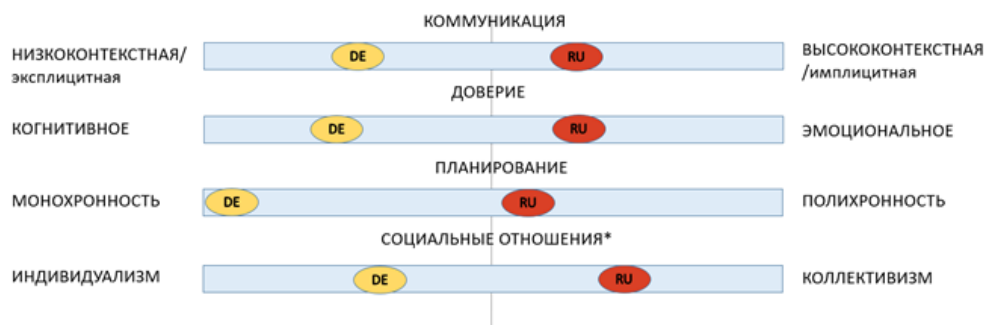 КОММУНИКАЦИЯ
НИЗКОКОНТЕКСТНАЯ/
эксплицитная
DE
RU
ВЫСОКОКОНТЕКСТНАЯ
/имплицитная
ДОВЕРИЕ
КОГНИТИВНОЕ
DE
RU
ЭМОЦИОНАЛЬНОЕ
ПЛАНИРОВАНИЕ
МОНОХРОННОСТЬ
DE
RU
ПОЛИХРОННОСТЬ
СОЦИАЛЬНЫЕ ОТНОШЕНИЯ*
ИНДИВИДУАЛИЗМ
DE
RU
КОЛЛЕКТИВИЗМ